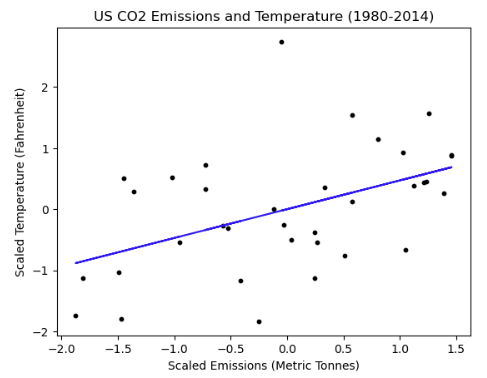 US CO2 Emissions and Temperature (1980-2014)
Scaled Temperature (Fahrenheit)
2
1
0
−1
−2
−2.0 −1.5 −1.0 −0.5 0.0 0.5 1.0 1.5
Scaled Emissions (Metric Tonnes)